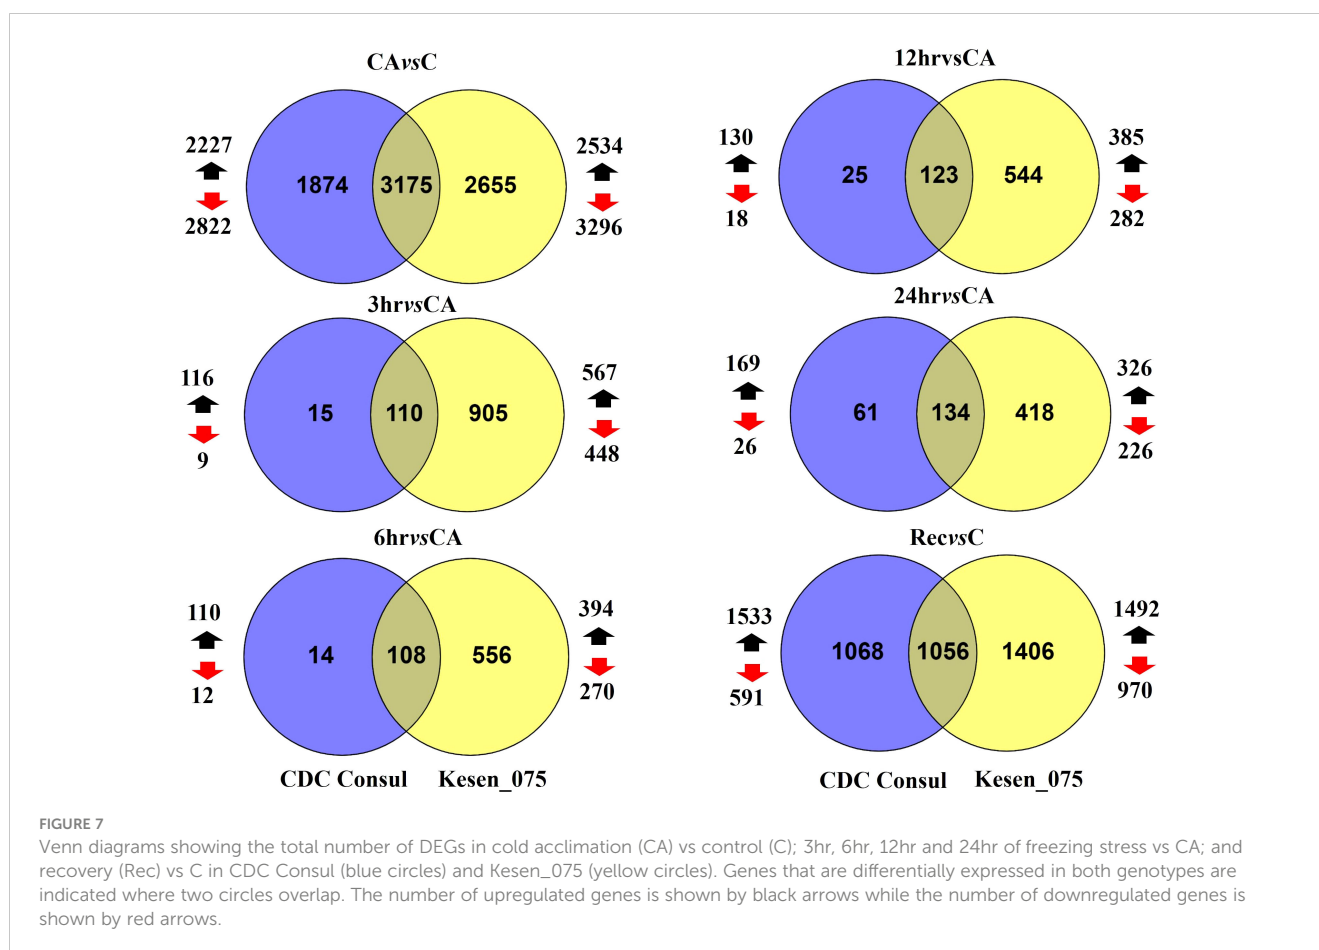 CAvsC
2227
2822
1874
3175
2655
2534
3296
3hrvsCA
116
9
15
110
905
567
448
6hrvsCA
110
12
14
108
556
394
270
CDC Consul
Kesen_075
12hrvsCA
130
18
25
123
544
385
282
24hrvsCA
169
26
61
134
418
326
226
RecvsC
1533
591
1068
1056
1406
1492
970
CDC Consul
Kesen_075
FIGURE 7
Venn diagrams showing the total number of DEGs in cold acclimation (CA) vs control (C); 3hr, 6hr, 12hr and 24hr of freezing stress vs CA; and
recovery (Rec) vs C in CDC Consul (blue circles) and Kesen_075 (yellow circles). Genes that are differentially expressed in both genotypes are
indicated where two circles overlap. The number of upregulated genes is shown by black arrows while the number of downregulated genes is
shown by red arrows.